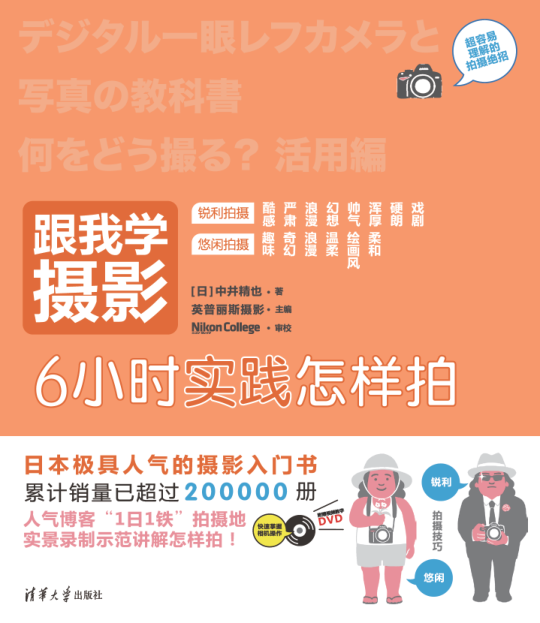 デジタル一眼レフカメラと
写真の教科書
何をどう撮る？ 活用編
超容易
理解的
拍摄绝招
跟我学
摄影
锐利拍摄
酷感
严肃
浪漫
幻想
帅气
浑厚
硬朗
戏剧
悠闲拍摄
趣味
奇幻
浪漫
温柔
绘画风
柔和
[日]中井精也·著
英普丽斯摄影·主编
Nikon College·审校
6小时实践怎样拍
日本极具人气的摄影入门书
累计销量已超过200000册
人气博客“1日1铁”拍摄地
实景录制示范讲解怎样拍！
快速掌握
相机操作
DVD
锐利
拍摄技巧
悠闲
清华大学出版社